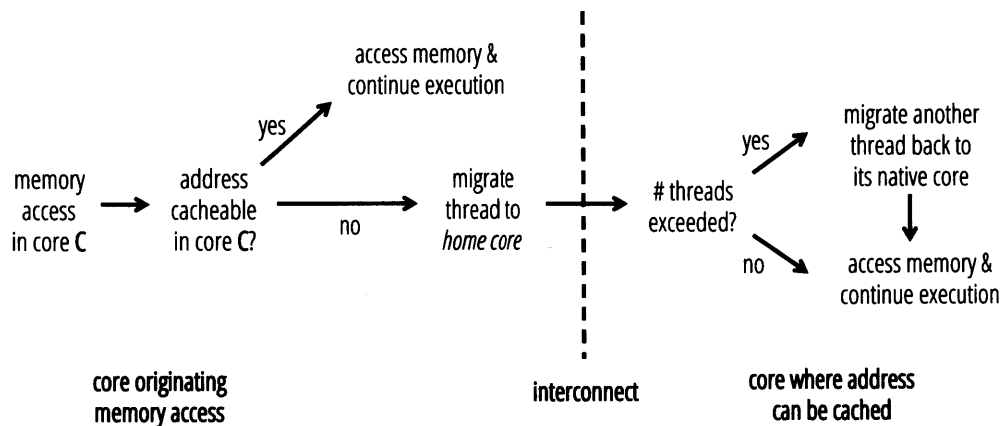 memory
access
in core C
address
cacheable
in core C?
yes
access memory &
continue execution
no
migrate
thread to
home core
# threads
exceeded?
yes
migrate another
thread back to
its native core
no
access memory &
continue execution
core originating
memory access
interconnect
core where address
can be cached